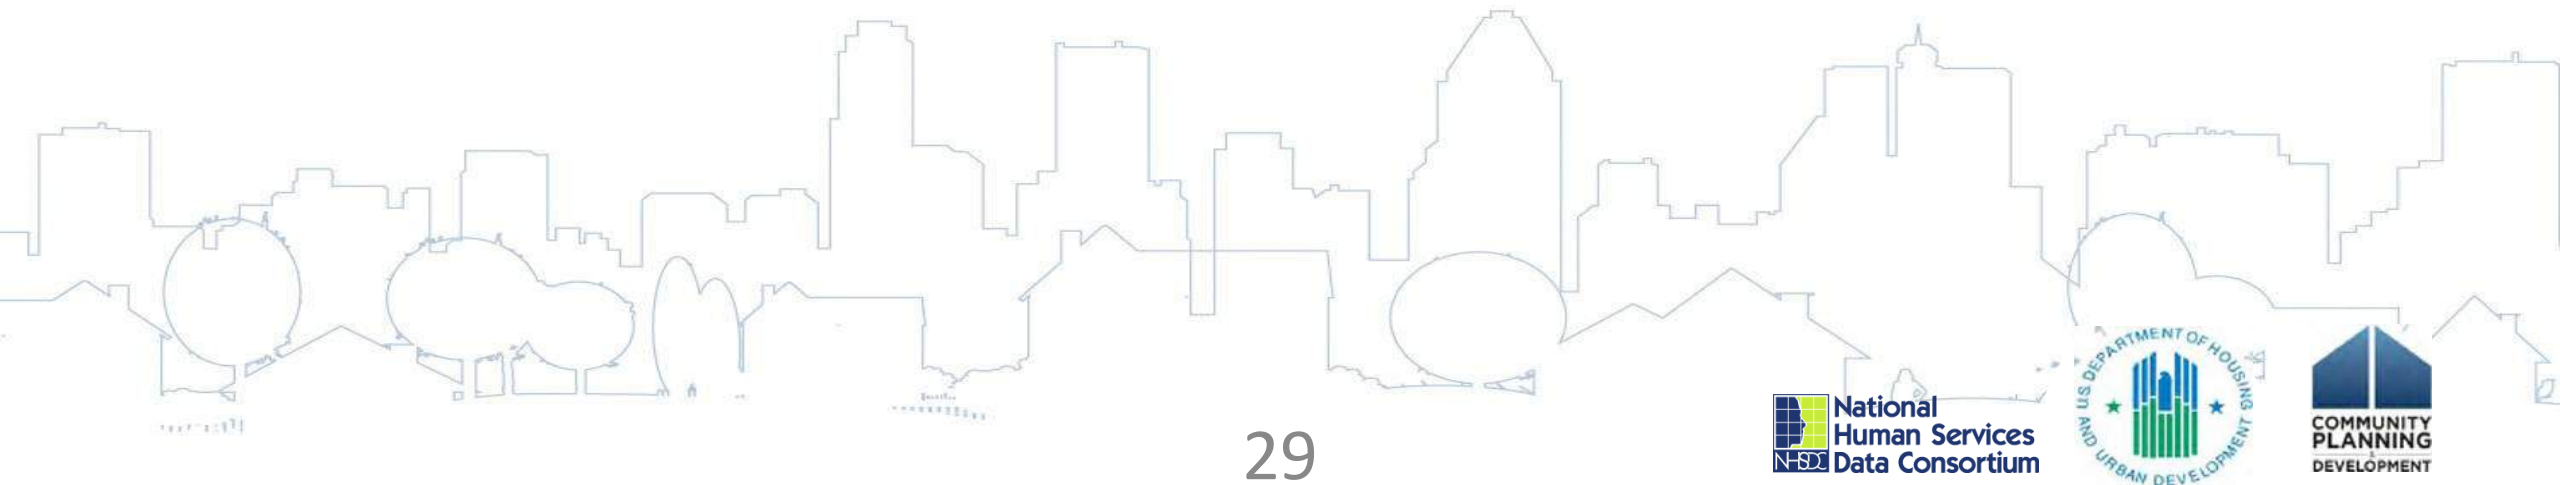 29
National
Human Services
Data Consortium
NHSDC
US DEPARTMENT OF HOUSING
AND URBAN DEVELOPMENT
COMMUNITY
PLANNING
&
DEVELOPMENT